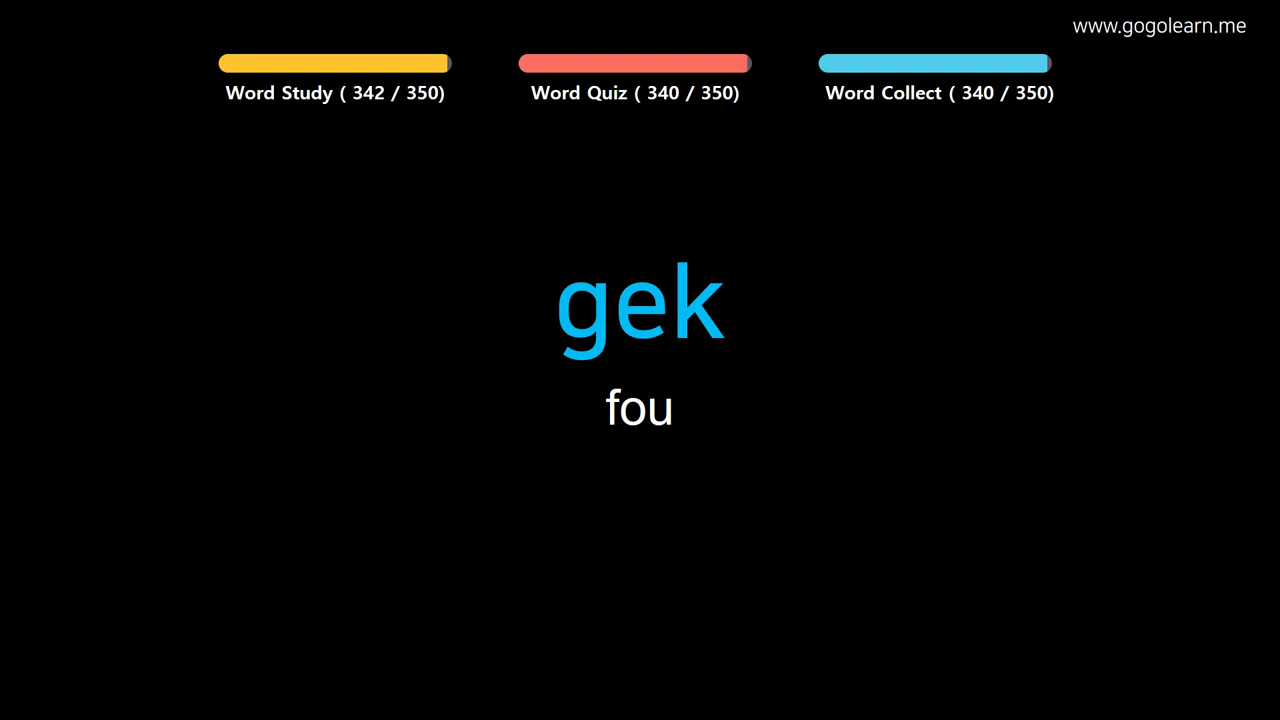 www.gogolearn.me
Word Study ( 342 / 350)
Word Quiz ( 340 / 350)
Word Collect ( 340 / 350)
gek
fou